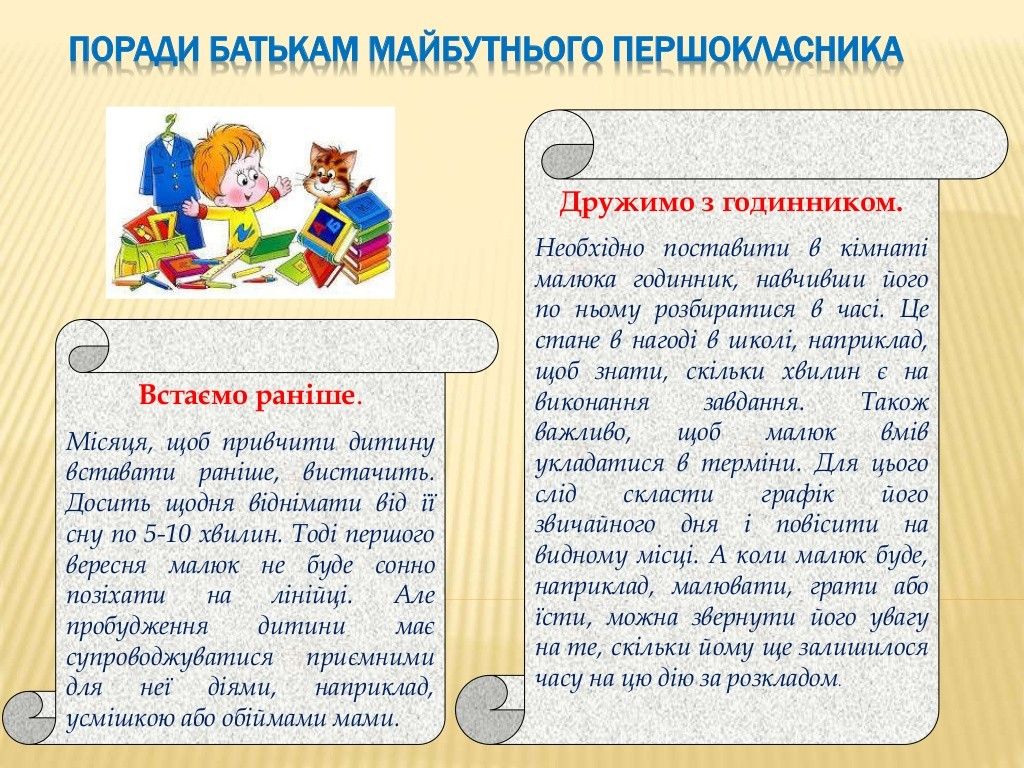 ПОРАДИ БАТЬКАМ МАЙБУТНЬОГО ПЕРШОКЛАСНИКА
А
Б
Встаємо раніше.
Місяця, щоб привчити дитину
вставати раніше, вистачить.
Досить щодня віднімати від її
сну по 5-10 хвилин. Тоді першого
вересня малюк не буде сонно
позіхати на лінійці. Але
пробудження дитини має
супроводжуватися приємними
для неї діями, наприклад,
усмішкою або обіймами мами.
Дружимо з годинником.
Необхідно поставити в кімнаті
малюка годинник, навчивши його
по ньому розбиратися в часі. Це
стане в нагоді в школі, наприклад,
щоб знати, скільки хвилин є на
виконання завдання. Також
важливо, щоб малюк вмів
укладатися в терміни. Для цього
слід скласти графік його
звичайного дня і повісити на
видному місці. А коли малюк буде,
наприклад, малювати, грати або
їсти, можна звернути його увагу
на те, скільки йому ще залишилося
часу на цю дію за розкладом.